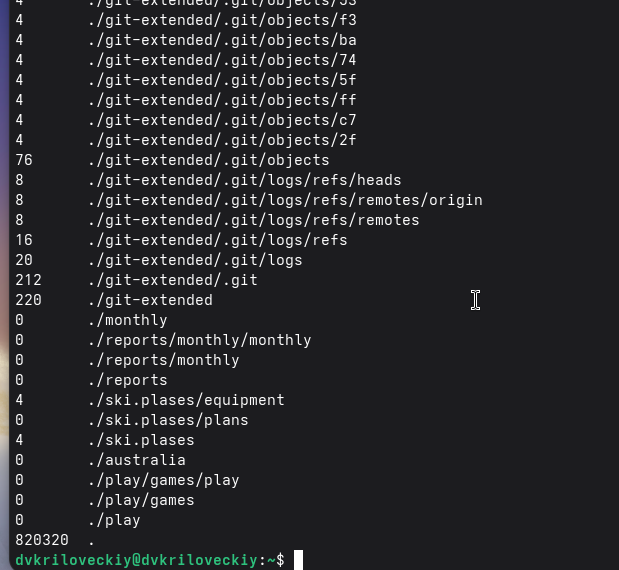 4 ./git-extended/.git/objects/53
4 ./git-extended/.git/objects/f3
4 ./git-extended/.git/objects/ba
4 ./git-extended/.git/objects/74
4 ./git-extended/.git/objects/5f
4 ./git-extended/.git/objects/ff
4 ./git-extended/.git/objects/c7
4 ./git-extended/.git/objects/2f
76 ./git-extended/.git/objects
8 ./git-extended/.git/logs/refs/heads
8 ./git-extended/.git/logs/refs/remotes/origin
8 ./git-extended/.git/logs/refs/remotes
16 ./git-extended/.git/logs/refs
20 ./git-extended/.git/logs
212 ./git-extended/.git
220 ./git-extended
0 ./monthly
0 ./reports/monthly/monthly
0 ./reports/monthly
0 ./reports
4 ./ski.plases/equipment
0 ./ski.plases/plans
4 ./ski.plases
0 ./australia
0 ./play/games/play
0 ./play/games
0 ./play
820320 .
dvkriloveckiy@dvkriloveckiy:~$